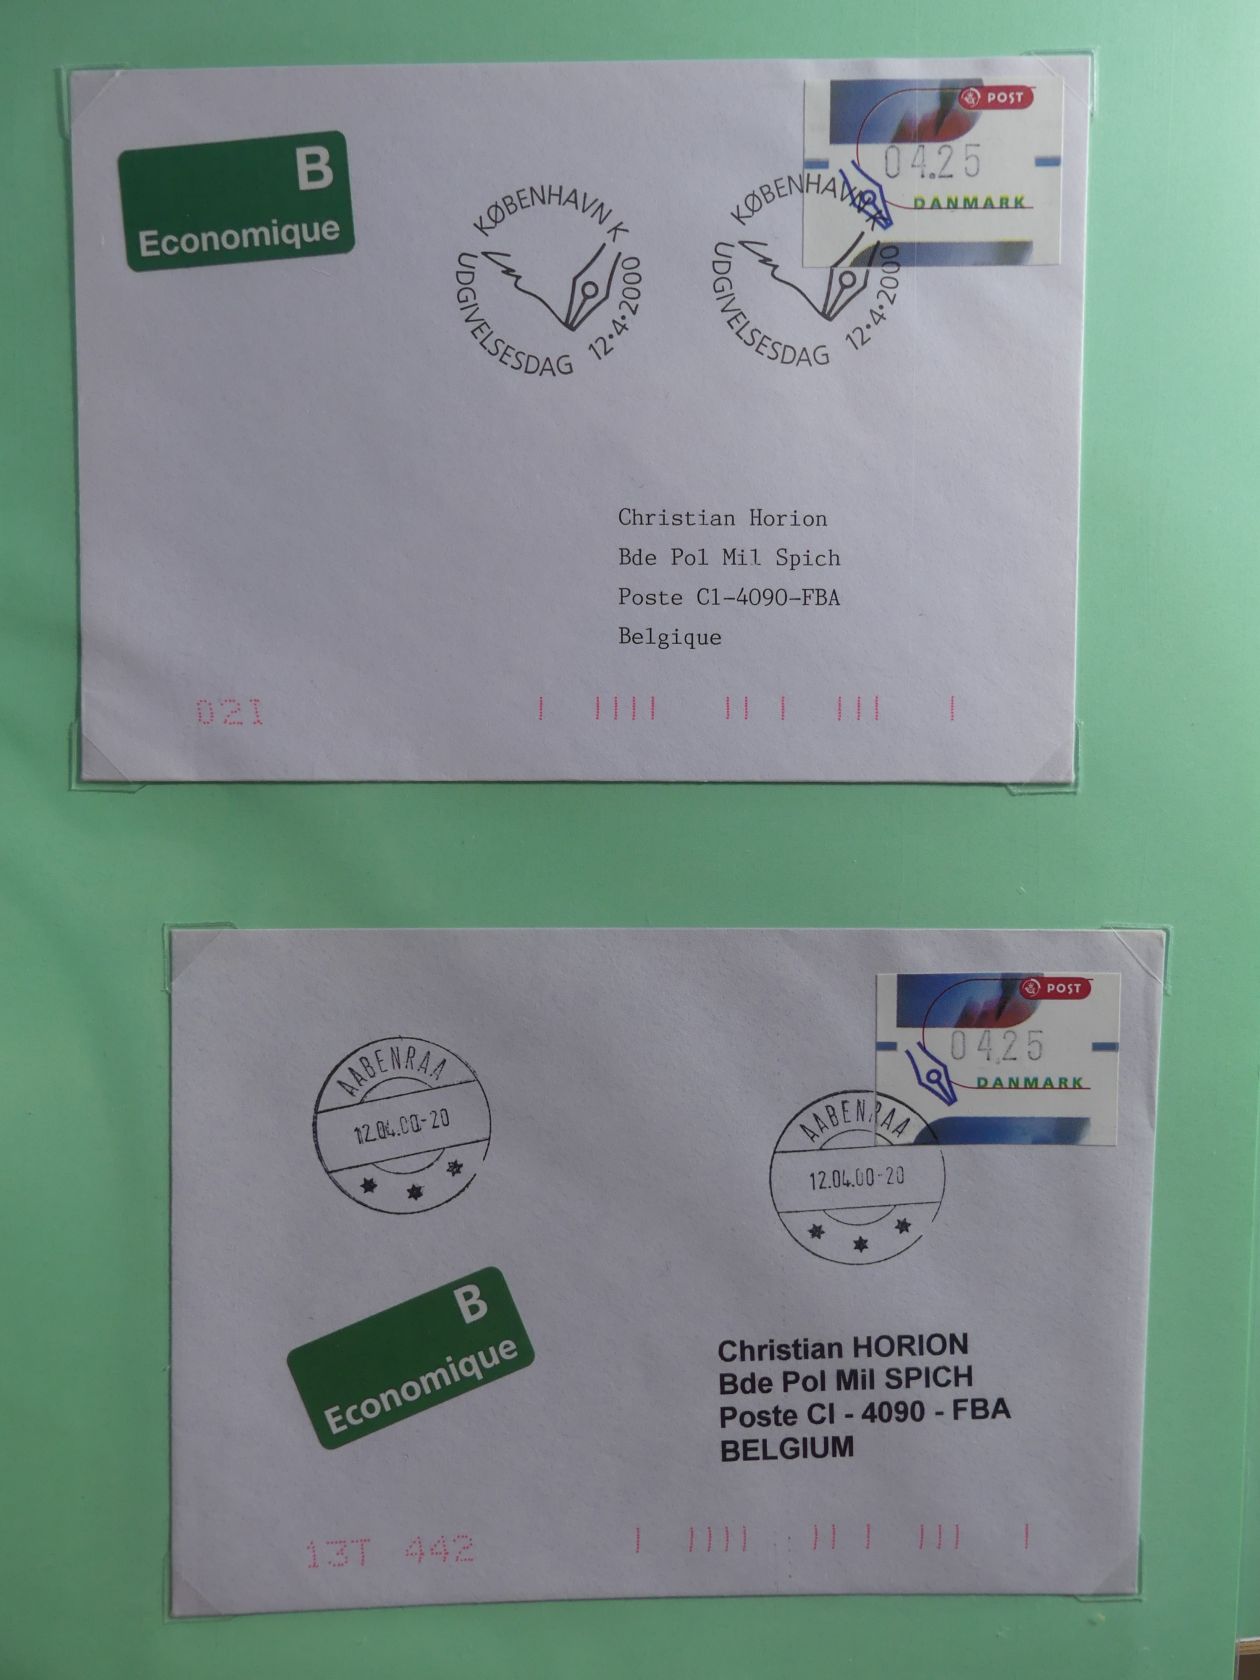 B
Economique
KØBENHAVN K
UDGIVELSESDAG 12•4•2000
KØBENHAVN K
UDGIVELSESDAG 12•4•2000
POST
04.25
DANMARK
Christian Horion
Bde Pol Mil Spich
Poste C1-4090-FBA
Belgique
021
AABENRAA
12.04.00-20
AABENRAA
12.04.00-20
POST
04.25
DANMARK
B
Economique
Christian HORION
Bde Pol Mil SPICH
Poste CI - 4090 - FBA
BELGIUM
13T 442